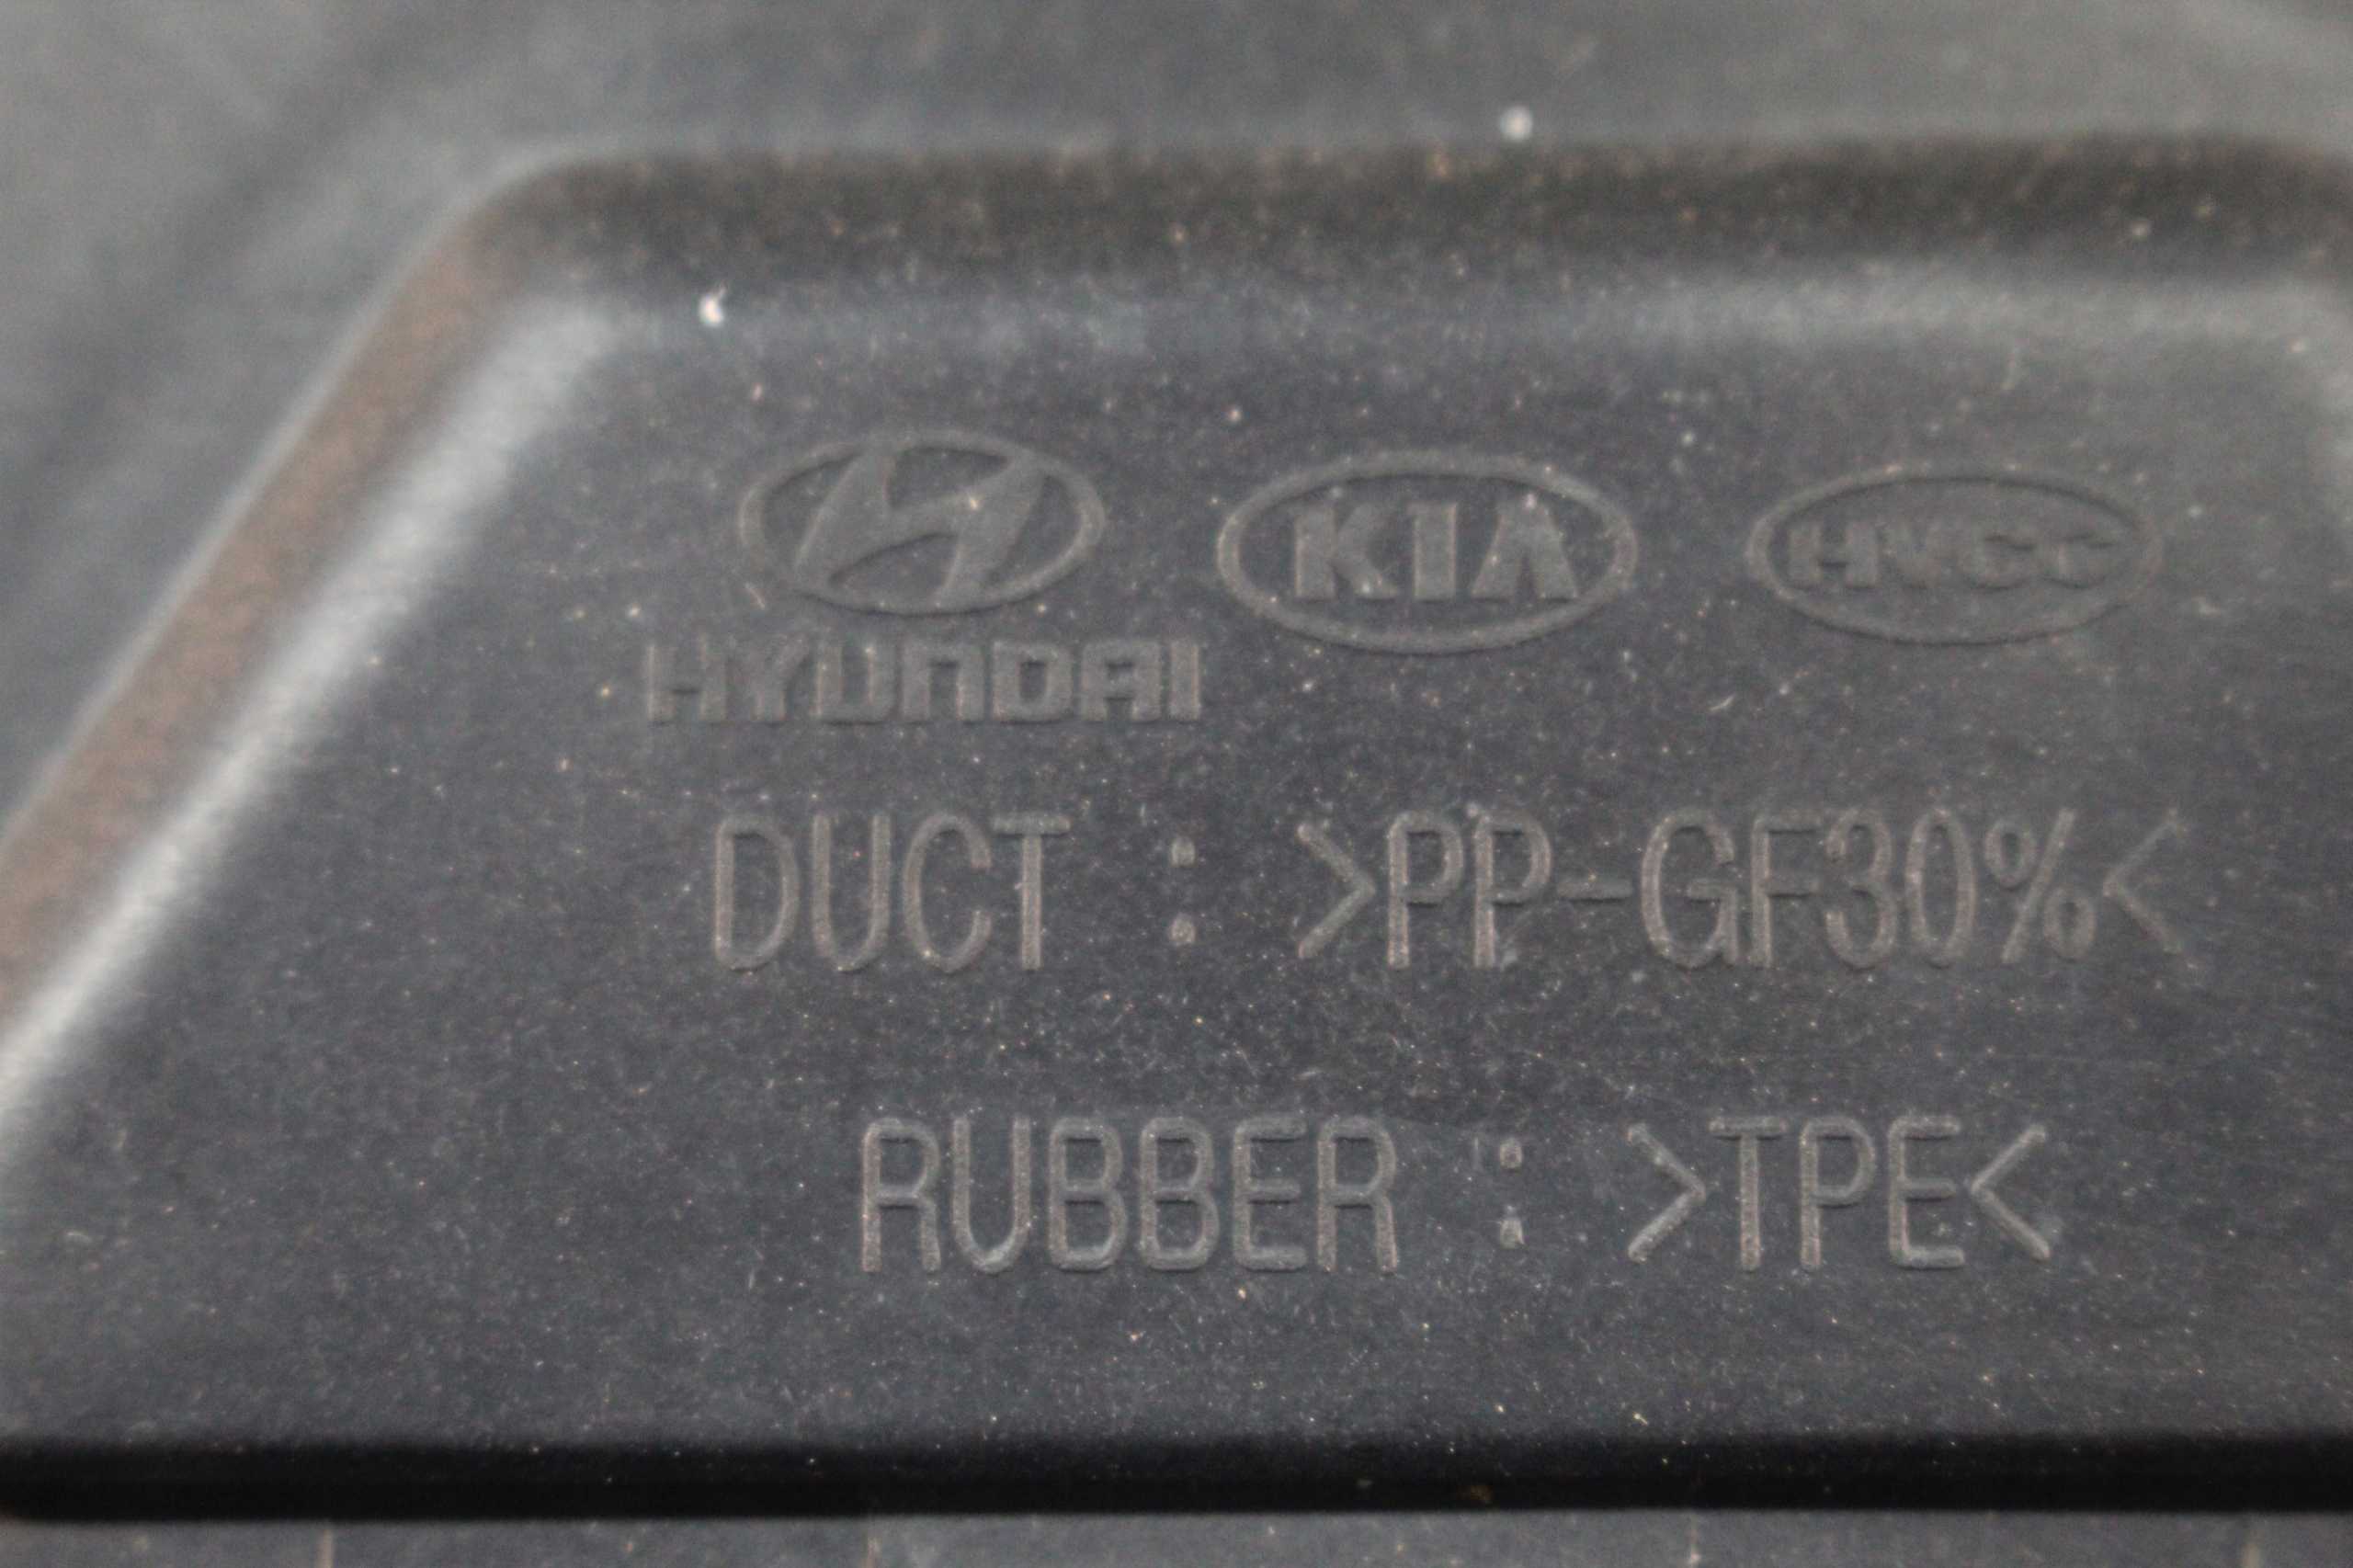 KIA HVCC
HYUNDAI
DUCT : >PP-GF30%<
RUBBER : >TPE<